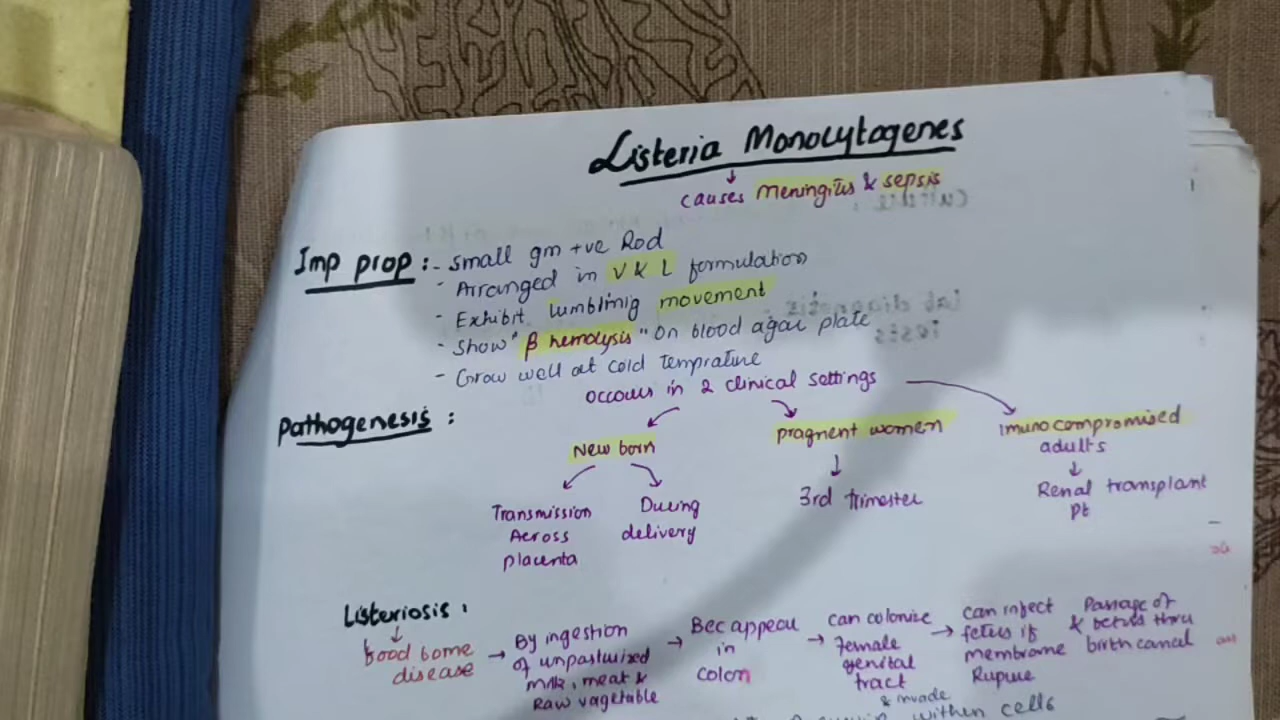 Listeria Monocytogenes
causes meningitis & sepsis
Imp prop :- small gm +ve Rod
- Arranged in V & L formulation
- Exhibit tumbling movement
- Show "β hemolysis" On blood agar plate
- Grow well at cold Temprature
Pathogenesis :
occours in 2 clinical settings
New born
Transmission Across placenta
During delivery
pragnent women
3rd trimester
imunocompromised adults
Renal transplant Pt
Listeriosis :
food borne disease
→ By ingestion of unpasturized milk, meat & Raw vagetable
→ Bec appear in colon
→ can colonize female genital tract
→ can infect fetus if membrane Rupure
& Passage of fetus thru birth canal
& invade
within cells